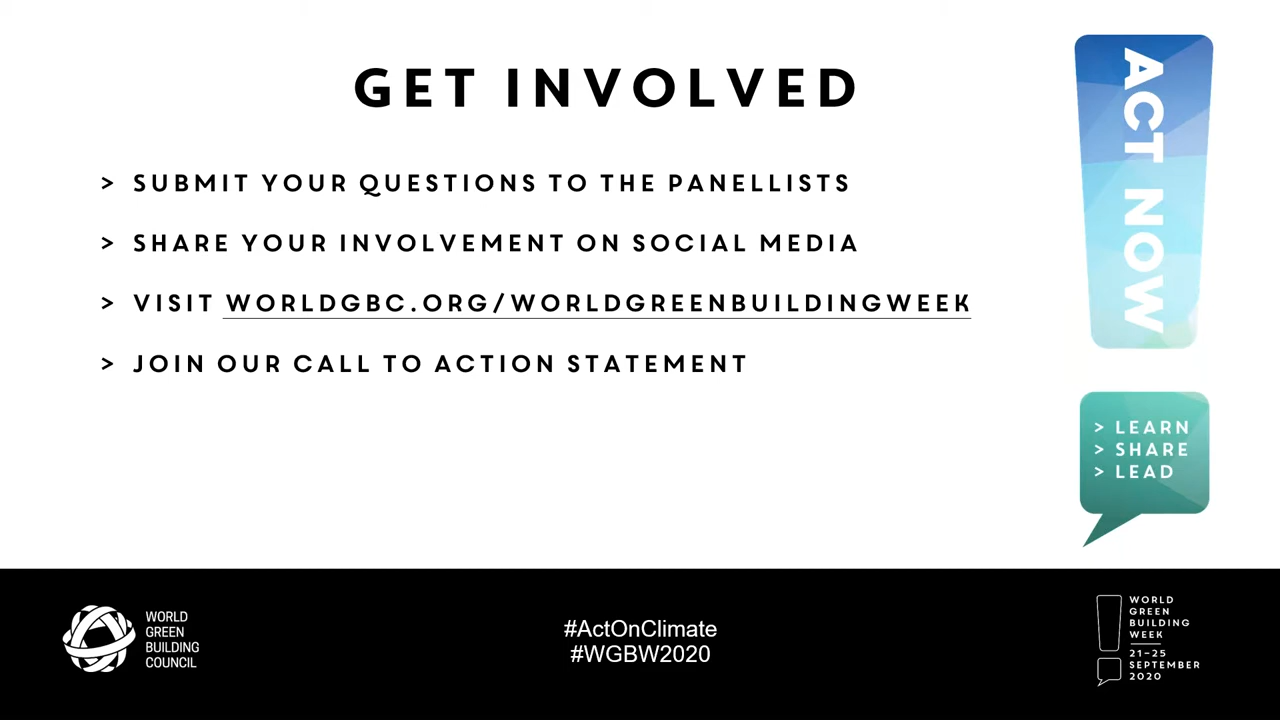 GET INVOLVED
> SUBMIT YOUR QUESTIONS TO THE PANELLISTS
> SHARE YOUR INVOLVEMENT ON SOCIAL MEDIA
> VISIT WORLDGBC.ORG/WORLDGREENBUILDINGWEEK
> JOIN OUR CALL TO ACTION STATEMENT
ACT NOW
> LEARN
> SHARE
> LEAD
WORLD
GREEN
BUILDING
COUNCIL
#ActOnClimate
#WGBW2020
WORLD
GREEN
BUILDING
WEEK
21–25
SEPTEMBER
2020